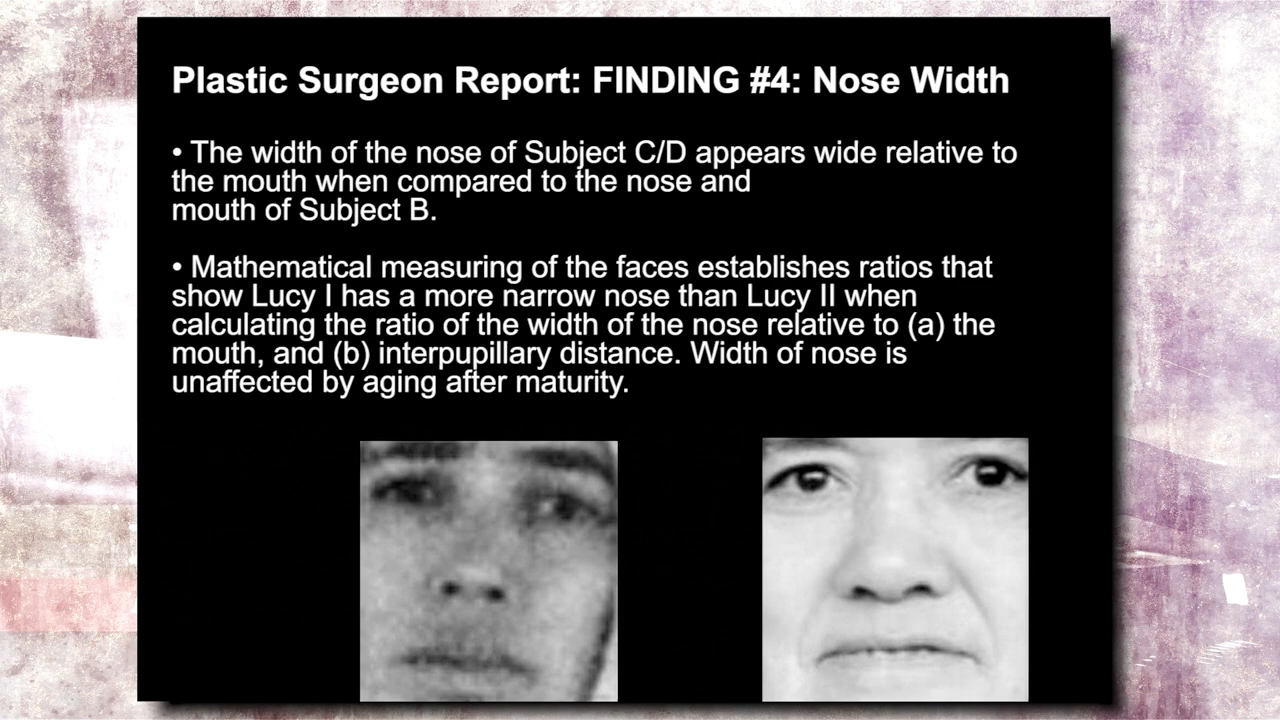 Plastic Surgeon Report: FINDING #4: Nose Width
• The width of the nose of Subject C/D appears wide relative to
the mouth when compared to the nose and
mouth of Subject B.
• Mathematical measuring of the faces establishes ratios that
show Lucy I has a more narrow nose than Lucy II when
calculating the ratio of the width of the nose relative to (a) the
mouth, and (b) interpupillary distance. Width of nose is
unaffected by aging after maturity.